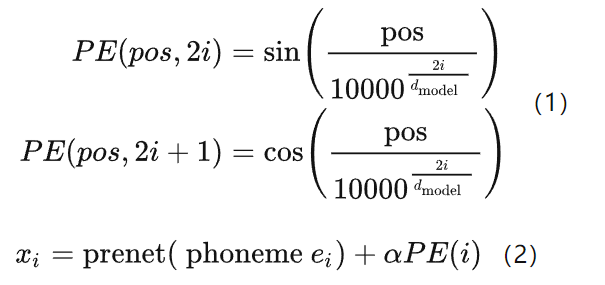 PE(pos, 2i) = sin( pos / 10000^{2i / d_model} )
(1)
PE(pos, 2i + 1) = cos( pos / 10000^{2i / d_model} )
x_i = prenet( phoneme e_i) + αPE(i) (2)